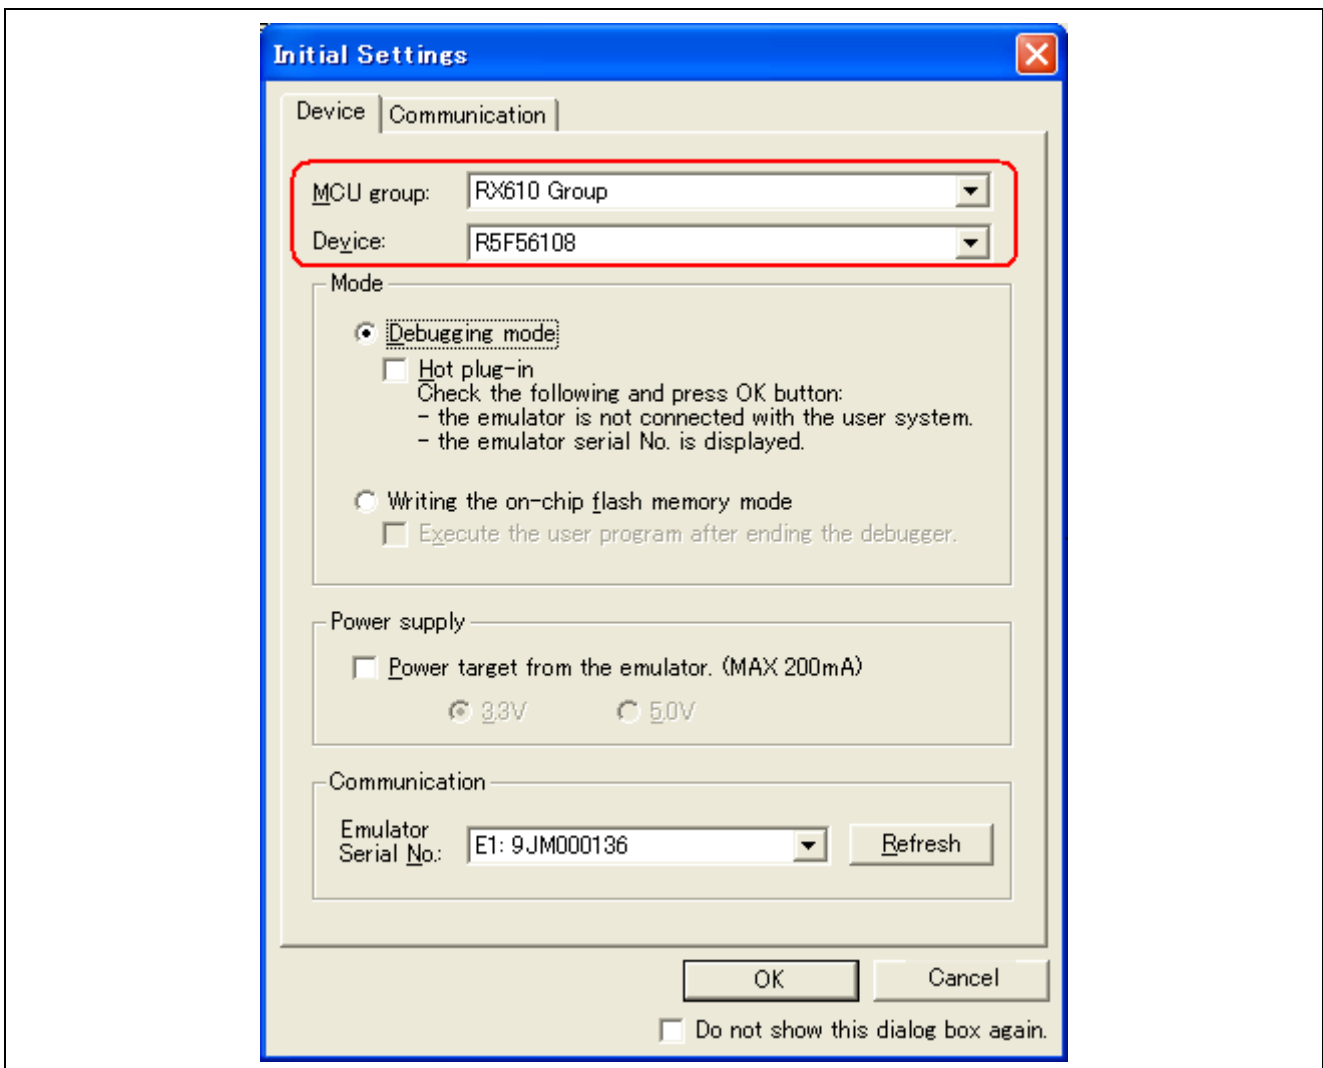 Initial Settings
Device
Communication
MCU group:
RX610 Group
Device:
R5F56108
Mode
Debugging mode
Hot plug-in
Check the following and press OK button:
- the emulator is not connected with the user system.
- the emulator serial No. is displayed.
Writing the on-chip flash memory mode
Execute the user program after ending the debugger.
Power supply
Power target from the emulator. (MAX 200mA)
3.3V
5.0V
Communication
Emulator
Serial No.:
E1: 9JM000136
Refresh
OK
Cancel
Do not show this dialog box again.